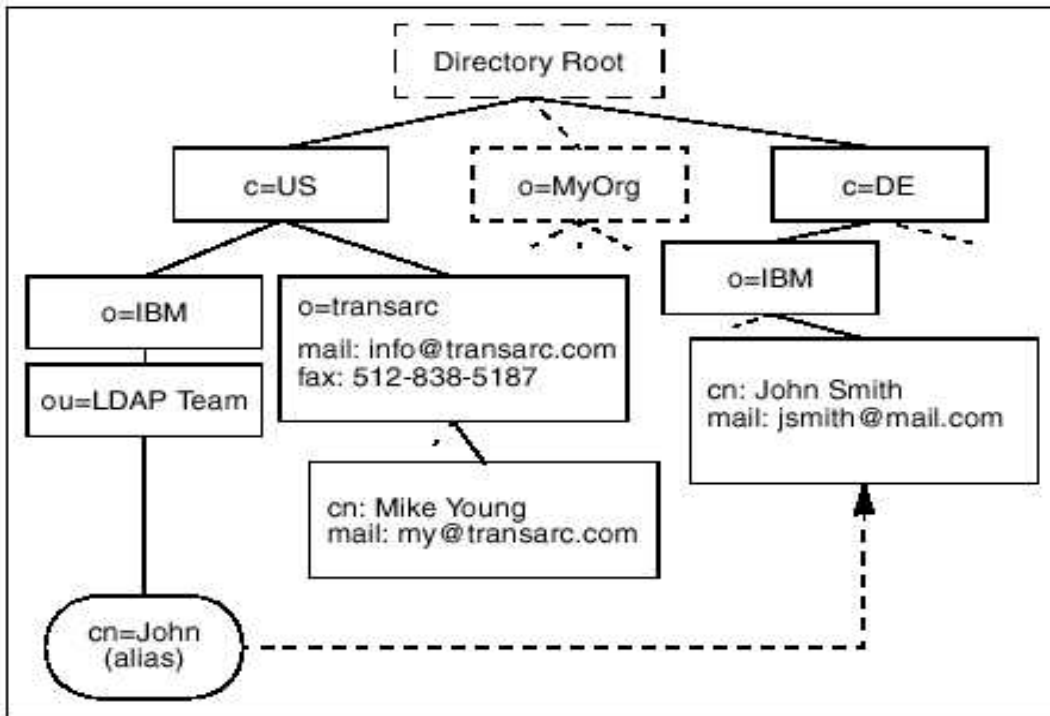 Directory Root
c=US
o=MyOrg
c=DE
o=IBM
o=transarc
mail: info@transarc.com
fax: 512-838-5187
o=IBM
ou=LDAP Team
cn: John Smith
mail: jsmith@mail.com
cn: Mike Young
mail: my@transarc.com
cn=John
(alias)